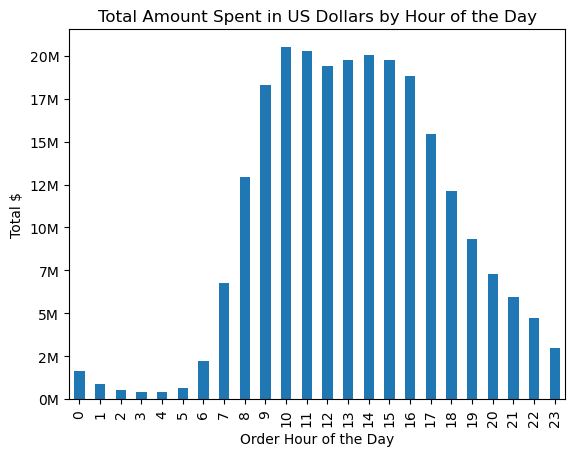 Total Amount Spent in US Dollars by Hour of the Day
Total $
20M
17M
15M
12M
10M
7M
5M
2M
0M
0 1 2 3 4 5 6 7 8 9 10 11 12 13 14 15 16 17 18 19 20 21 22 23
Order Hour of the Day